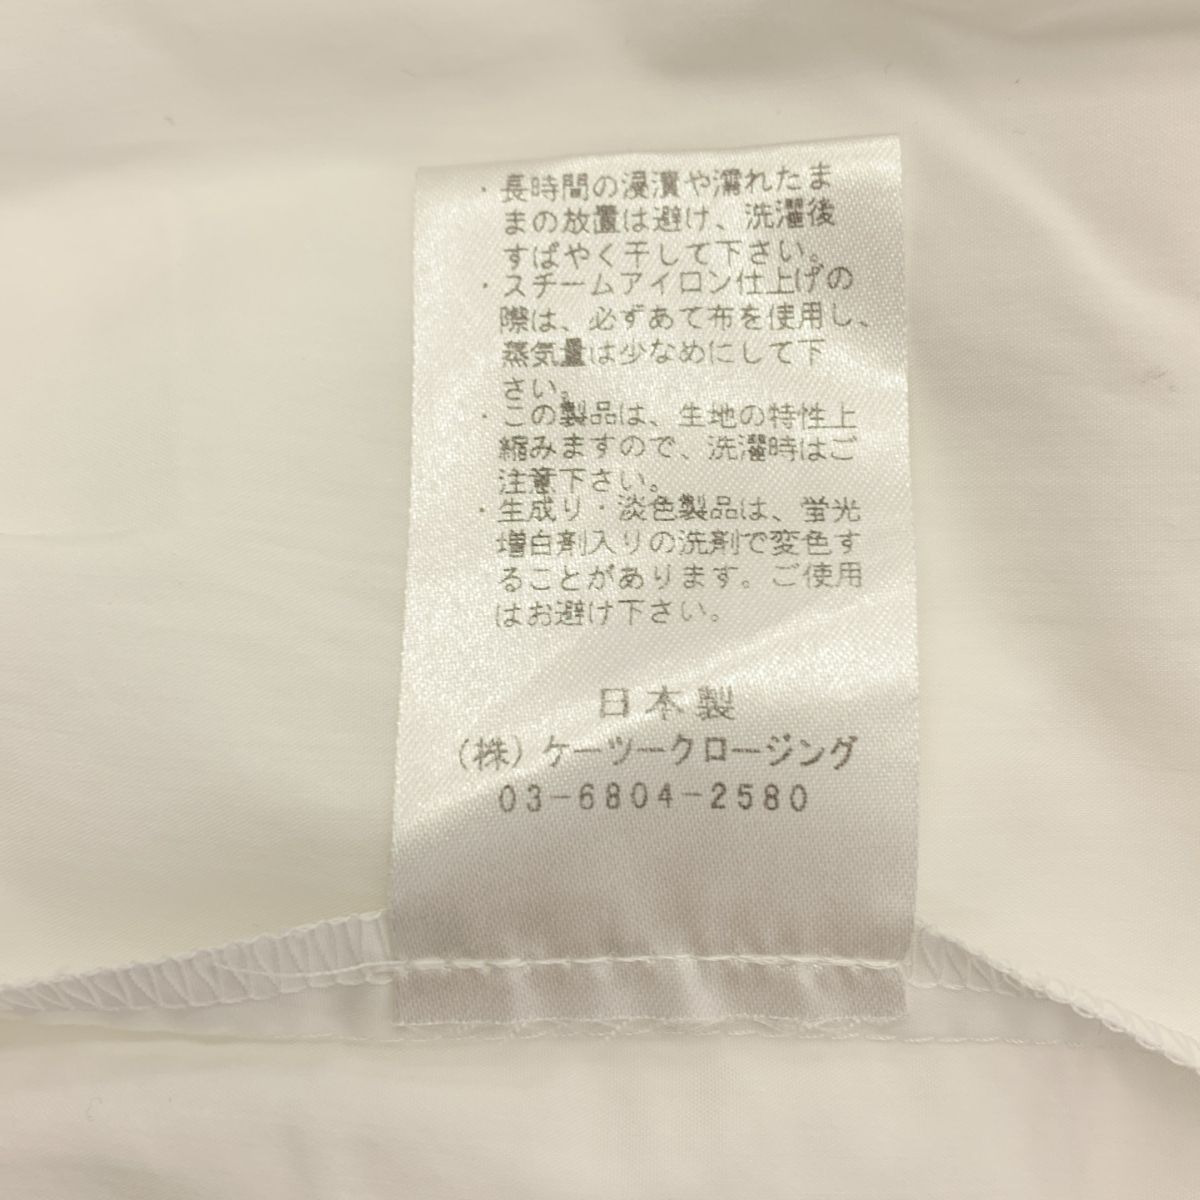 ・長時間の浸漬や濡れたま
まの放置は避け、洗濯後
すばやく干して下さい。
・スチームアイロン仕上げの
際は、必ずあて布を使用し、
蒸気量は少なめにして下
さい。
・この製品は、生地の特性上
縮みますので、洗濯時はご
注意下さい。
・生成り・淡色製品は、蛍光
増白剤入りの洗剤で変色す
ることがあります。ご使用
はお避け下さい。
日本製
(株)ケーツークロージング
03-6804-2580